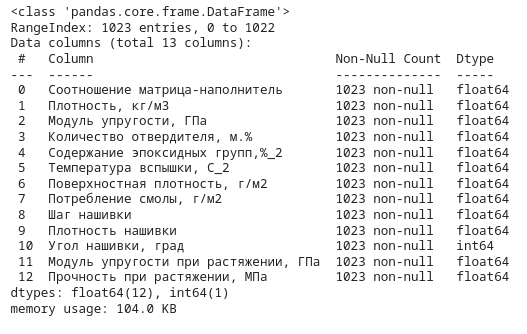 <class 'pandas.core.frame.DataFrame'>
RangeIndex: 1023 entries, 0 to 1022
Data columns (total 13 columns):
 #   Column                                Non-Null Count  Dtype
---  ------                                --------------  -----
 0   Соотношение матрица-наполнитель       1023 non-null   float64
 1   Плотность, кг/м3                      1023 non-null   float64
 2   Модуль упругости, ГПа                 1023 non-null   float64
 3   Количество отвердителя, м.%           1023 non-null   float64
 4   Содержание эпоксидных групп,%_2       1023 non-null   float64
 5   Температура вспышки, С_2              1023 non-null   float64
 6   Поверхностная плотность, г/м2         1023 non-null   float64
 7   Потребление смолы, г/м2               1023 non-null   float64
 8   Шаг нашивки                           1023 non-null   float64
 9   Плотность нашивки                     1023 non-null   float64
 10  Угол нашивки, град                    1023 non-null   int64
 11  Модуль упругости при растяжении, ГПа  1023 non-null   float64
 12  Прочность при растяжении, МПа         1023 non-null   float64
dtypes: float64(12), int64(1)
memory usage: 104.0 KB